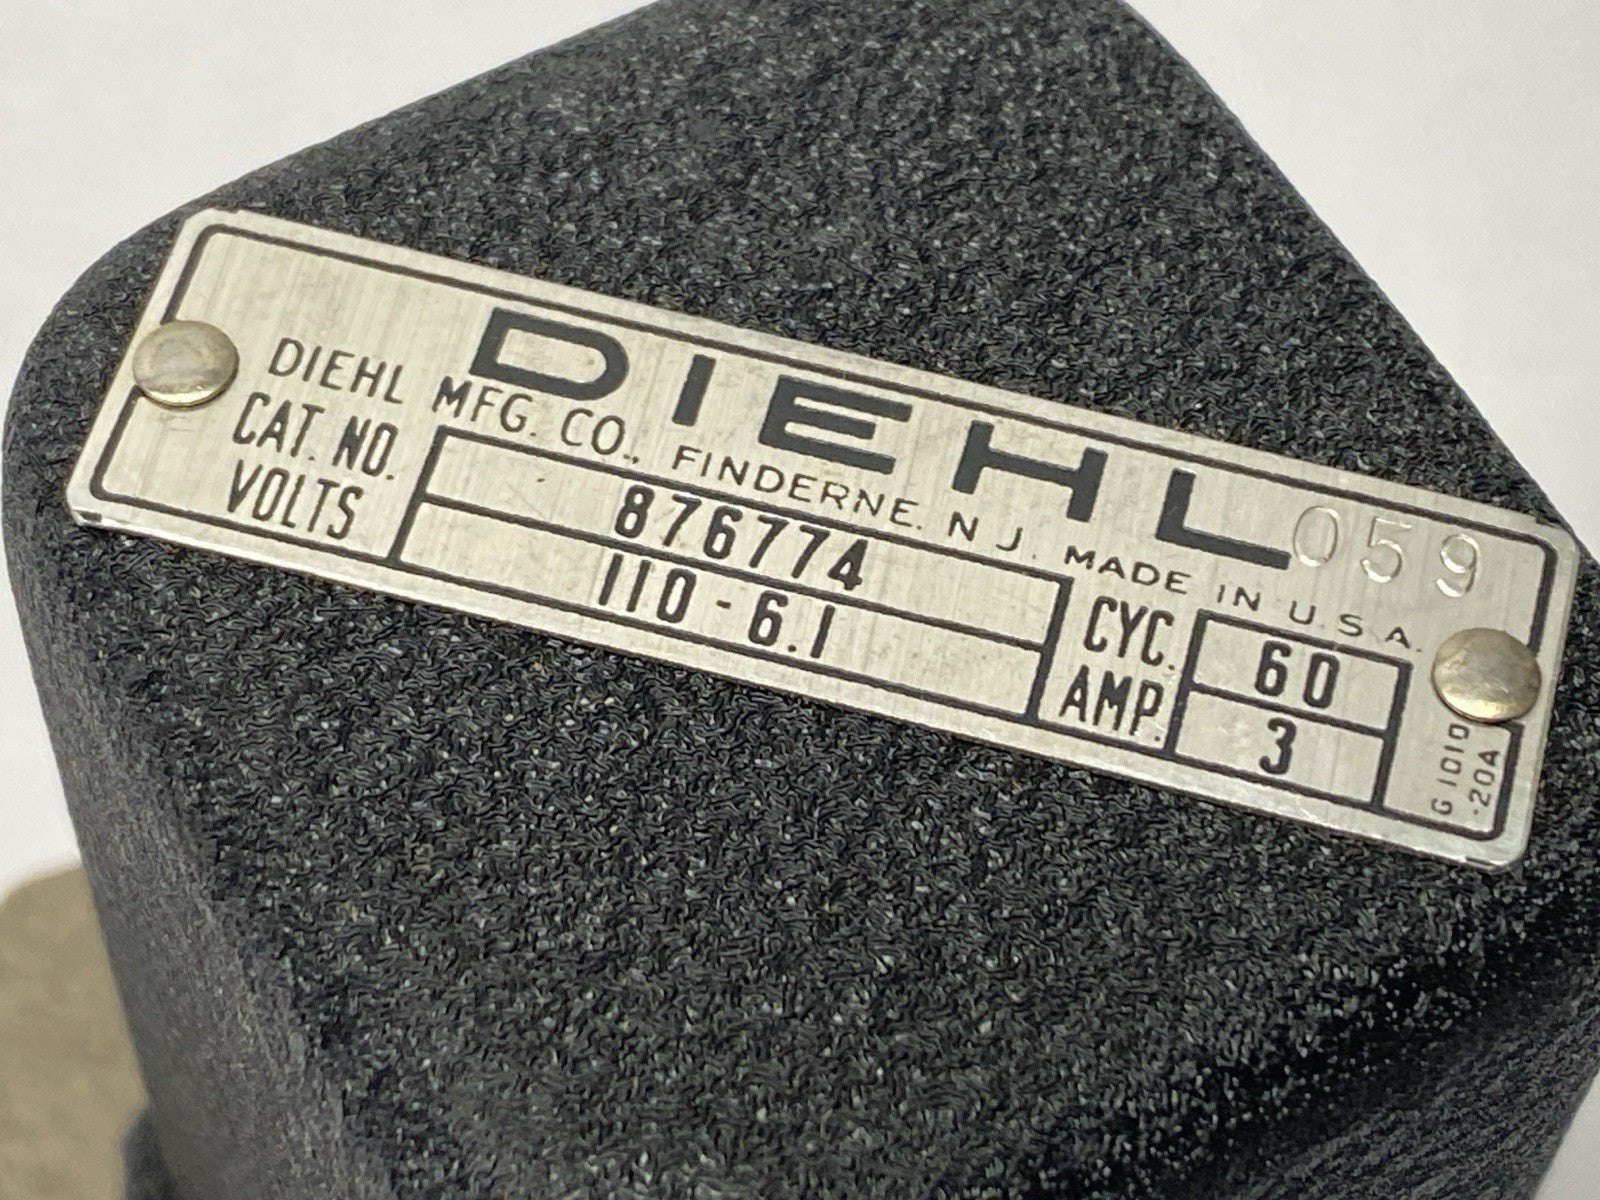 DIEHL 059
DIEHL MFG. CO., FINDERNE. N J. MADE IN U.S.A.
CAT. NO. 876774 CYC. 60
VOLTS 110-6.1 AMP. 3
G 1010
.20A